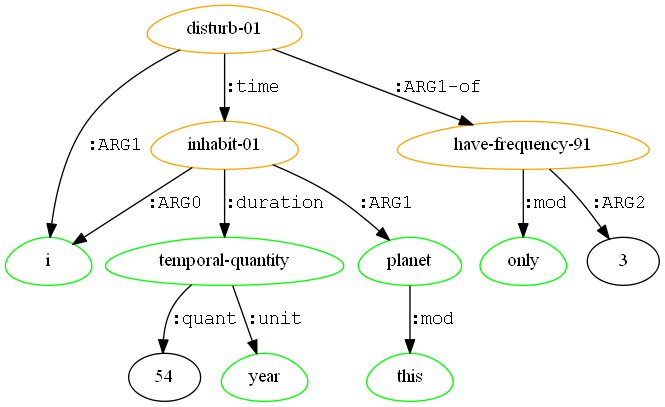 disturb-01
:ARG1
:time
:ARG1-of
inhabit-01
have-frequency-91
:ARG0
:duration
:ARG1
:mod
:ARG2
i
temporal-quantity
planet
only
3
:quant
:unit
:mod
54
year
this